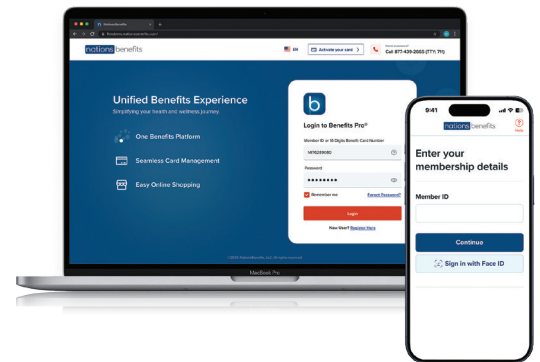 NationsBenefits
nations benefits
EN
Activate your card
Call 877-439-2665 (TTY: 711)
Unified Benefits Experience
Simplifying your health and wellness journey.
One Benefits Platform
Seamless Card Management
Easy Online Shopping
b
Login to Benefits Pro®
Member ID or 16 Digits Benefit Card Number
Password
Remember me
Forgot Password?
Login
New User? Register Here
MacBook Pro
9:41
nations benefits
Help
Enter your
membership details
Member ID
Continue
Sign in with Face ID